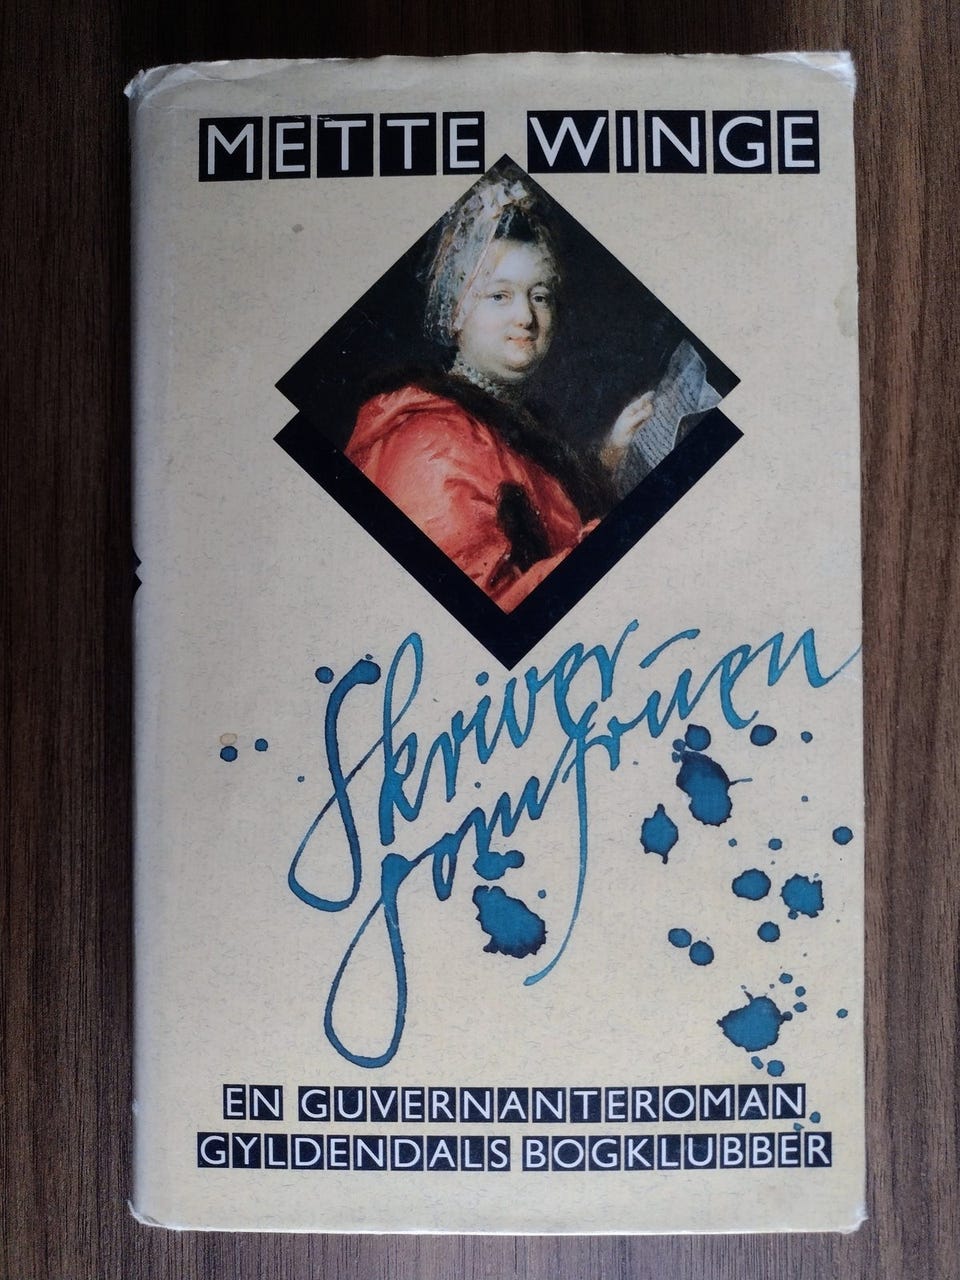 METTE WINGE
Skriver-
jomfruen
EN GUVERNANTEROMAN
GYLDENDALS BOGKLUBBER